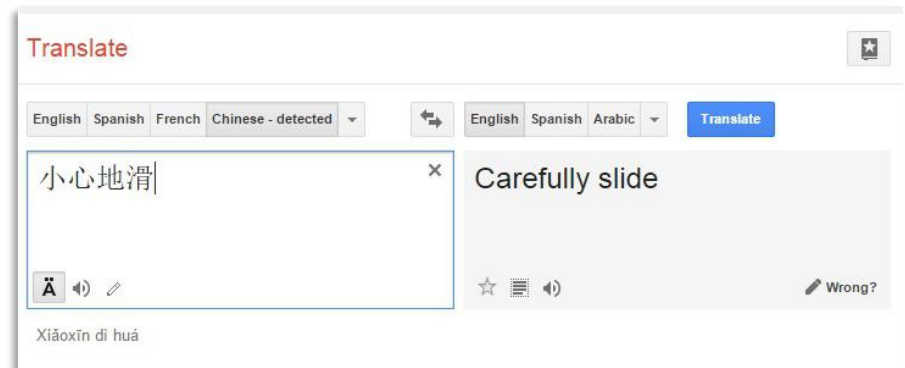 Translate
English Spanish French Chinese - detected English Spanish Arabic Translate
小心地滑 Carefully slide
Ä Wrong?
Xiǎoxīn di huá